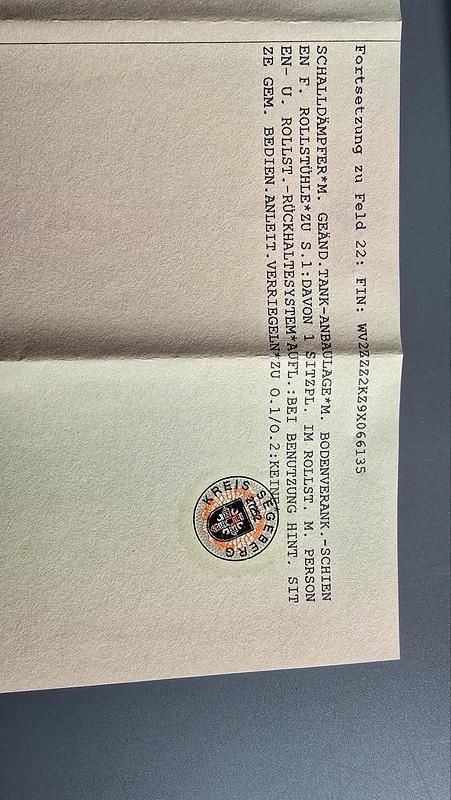 Fortsetzung zu Feld 22: FIN: WV2ZZZ2KZ9X066135
SCHALLDÄMPFER*M. GEÄND.TANK-ANBAULAGE*M. BODENVERANK.-SCHIEN
EN F. ROLLSTÜHLE*ZU S.1:DAVON 1 SITZPL. IM ROLLST. M. PERSON
EN- U. ROLLST.-RÜCKHALTESYSTEM*AUFL.:BEI BENUTZUNG HINT. SIT
ZE GEM. BEDIEN.ANLEIT.VERRIEGELN*ZU O.1/O.2:KEINE*
KREIS SEGEBERG